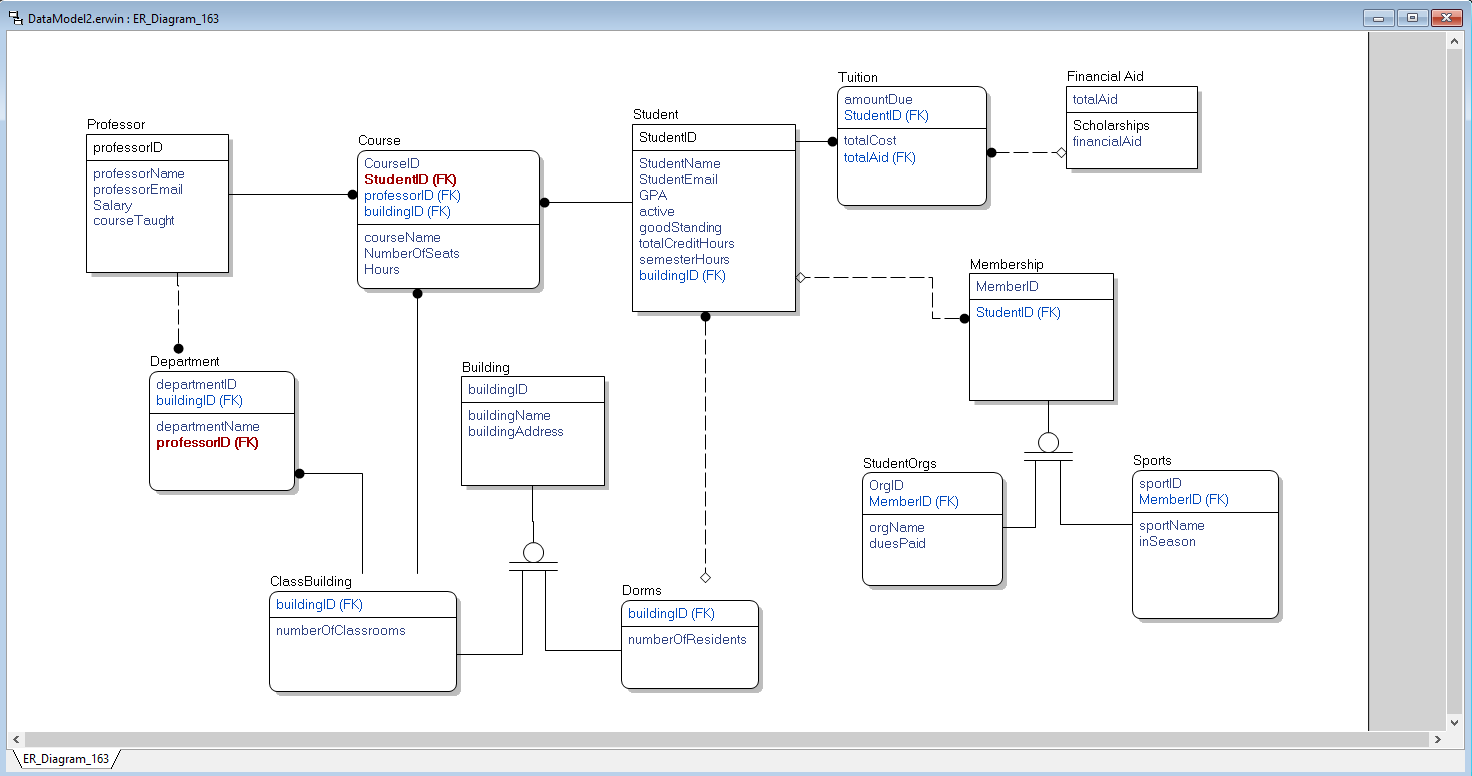 DataModel2.erwin : ER_Diagram_163
Professor
professorID
professorName
professorEmail
Salary
courseTaught
Course
CourseID
StudentID (FK)
professorID (FK)
buildingID (FK)
courseName
NumberOfSeats
Hours
Student
StudentID
StudentName
StudentEmail
GPA
active
goodStanding
totalCreditHours
semesterHours
buildingID (FK)
Tuition
amountDue
StudentID (FK)
totalCost
totalAid (FK)
Financial Aid
totalAid
Scholarships
financialAid
Membership
MemberID
StudentID (FK)
Department
departmentID
buildingID (FK)
departmentName
professorID (FK)
Building
buildingID
buildingName
buildingAddress
StudentOrgs
OrgID
MemberID (FK)
orgName
duesPaid
Sports
sportID
MemberID (FK)
sportName
inSeason
ClassBuilding
buildingID (FK)
numberOfClassrooms
Dorms
buildingID (FK)
numberOfResidents
ER_Diagram_163